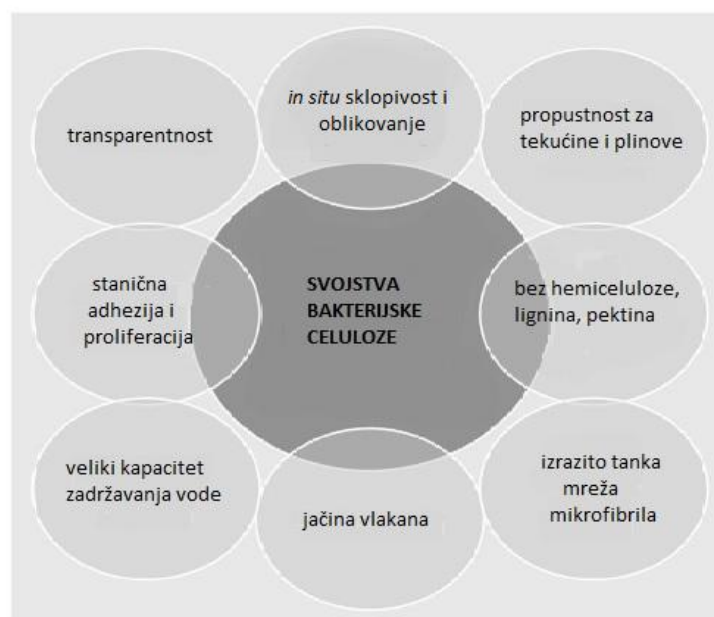 transparentnost
in situ sklopivost i
oblikovanje
propustnost za
tekućine i plinove
stanična
adhezija i
proliferacija
SVOJSTVA
BAKTERIJSKE
CELULOZE
bez hemiceluloze,
lignina, pektina
veliki kapacitet
zadržavanja vode
jačina vlakana
izrazito tanka
mreža
mikrofibrila